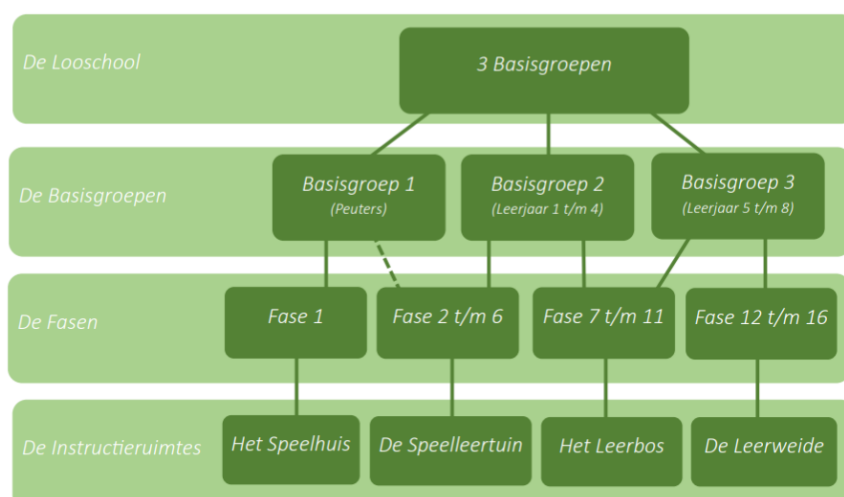 De Looschool
3 Basisgroepen
De Basisgroepen
Basisgroep 1
(Peuters)
Basisgroep 2
(Leerjaar 1 t/m 4)
Basisgroep 3
(Leerjaar 5 t/m 8)
De Fasen
Fase 1
Fase 2 t/m 6
Fase 7 t/m 11
Fase 12 t/m 16
De Instructieruimtes
Het Speelhuis
De Speelleertuin
Het Leerbos
De Leerweide